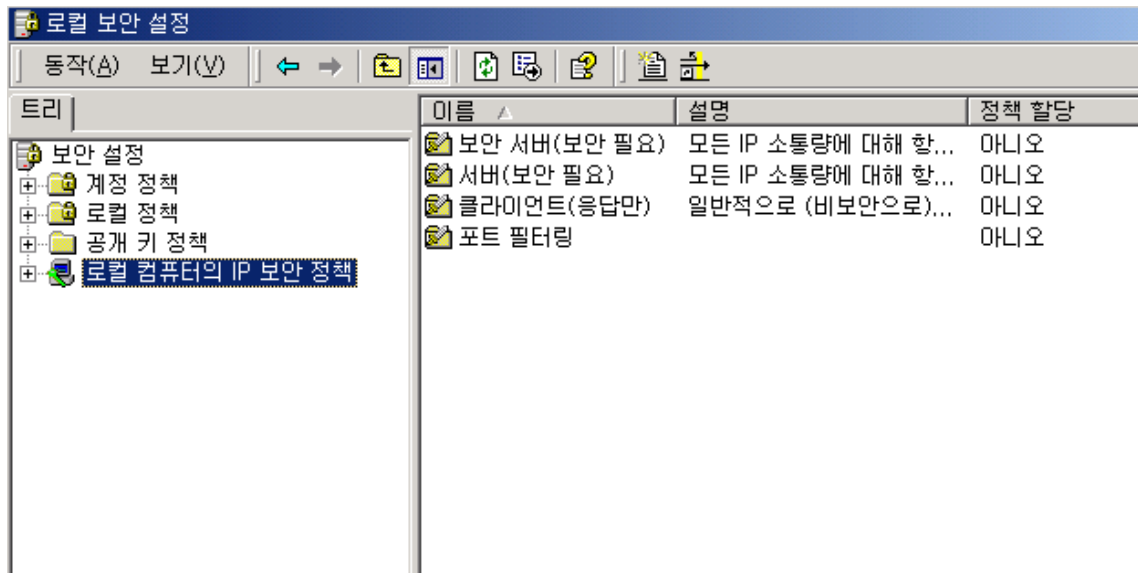 로컬 보안 설정
동작(A) 보기(V)
트리
이름 설명 정책 할당
보안 설정
계정 정책
로컬 정책
공개 키 정책
로컬 컴퓨터의 IP 보안 정책
보안 서버(보안 필요) 모든 IP 소통량에 대해 항... 아니오
서버(보안 필요) 모든 IP 소통량에 대해 항... 아니오
클라이언트(응답만) 일반적으로 (비보안으로)... 아니오
포트 필터링 아니오